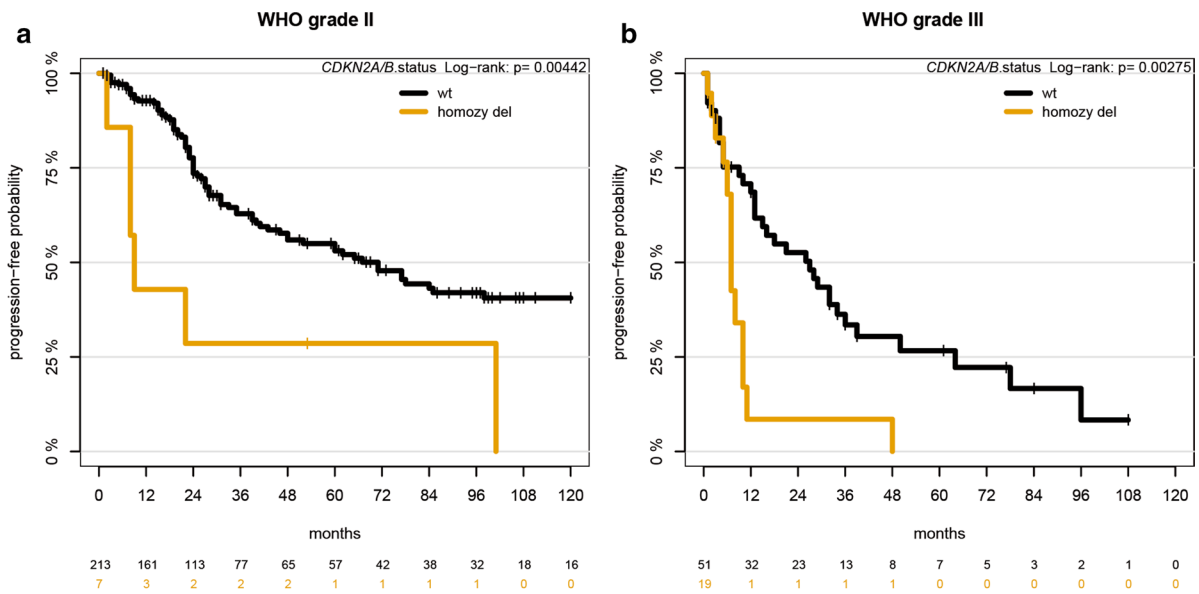 WHO grade II
a
CDKN2A/B.status Log-rank: p= 0.00442
wt
homozy del
progression-free probability
100 %
75 %
50 %
25 %
0 %
0 12 24 36 48 60 72 84 96 108 120
months
213 161 113 77 65 57 42 38 32 18 16
7 3 2 2 2 1 1 1 1 0 0
WHO grade III
b
CDKN2A/B.status Log-rank: p= 0.00275
wt
homozy del
progression-free probability
100 %
75 %
50 %
25 %
0 %
0 12 24 36 48 60 72 84 96 108 120
months
51 32 23 13 8 7 5 3 2 1 0
19 1 1 1 1 0 0 0 0 0 0